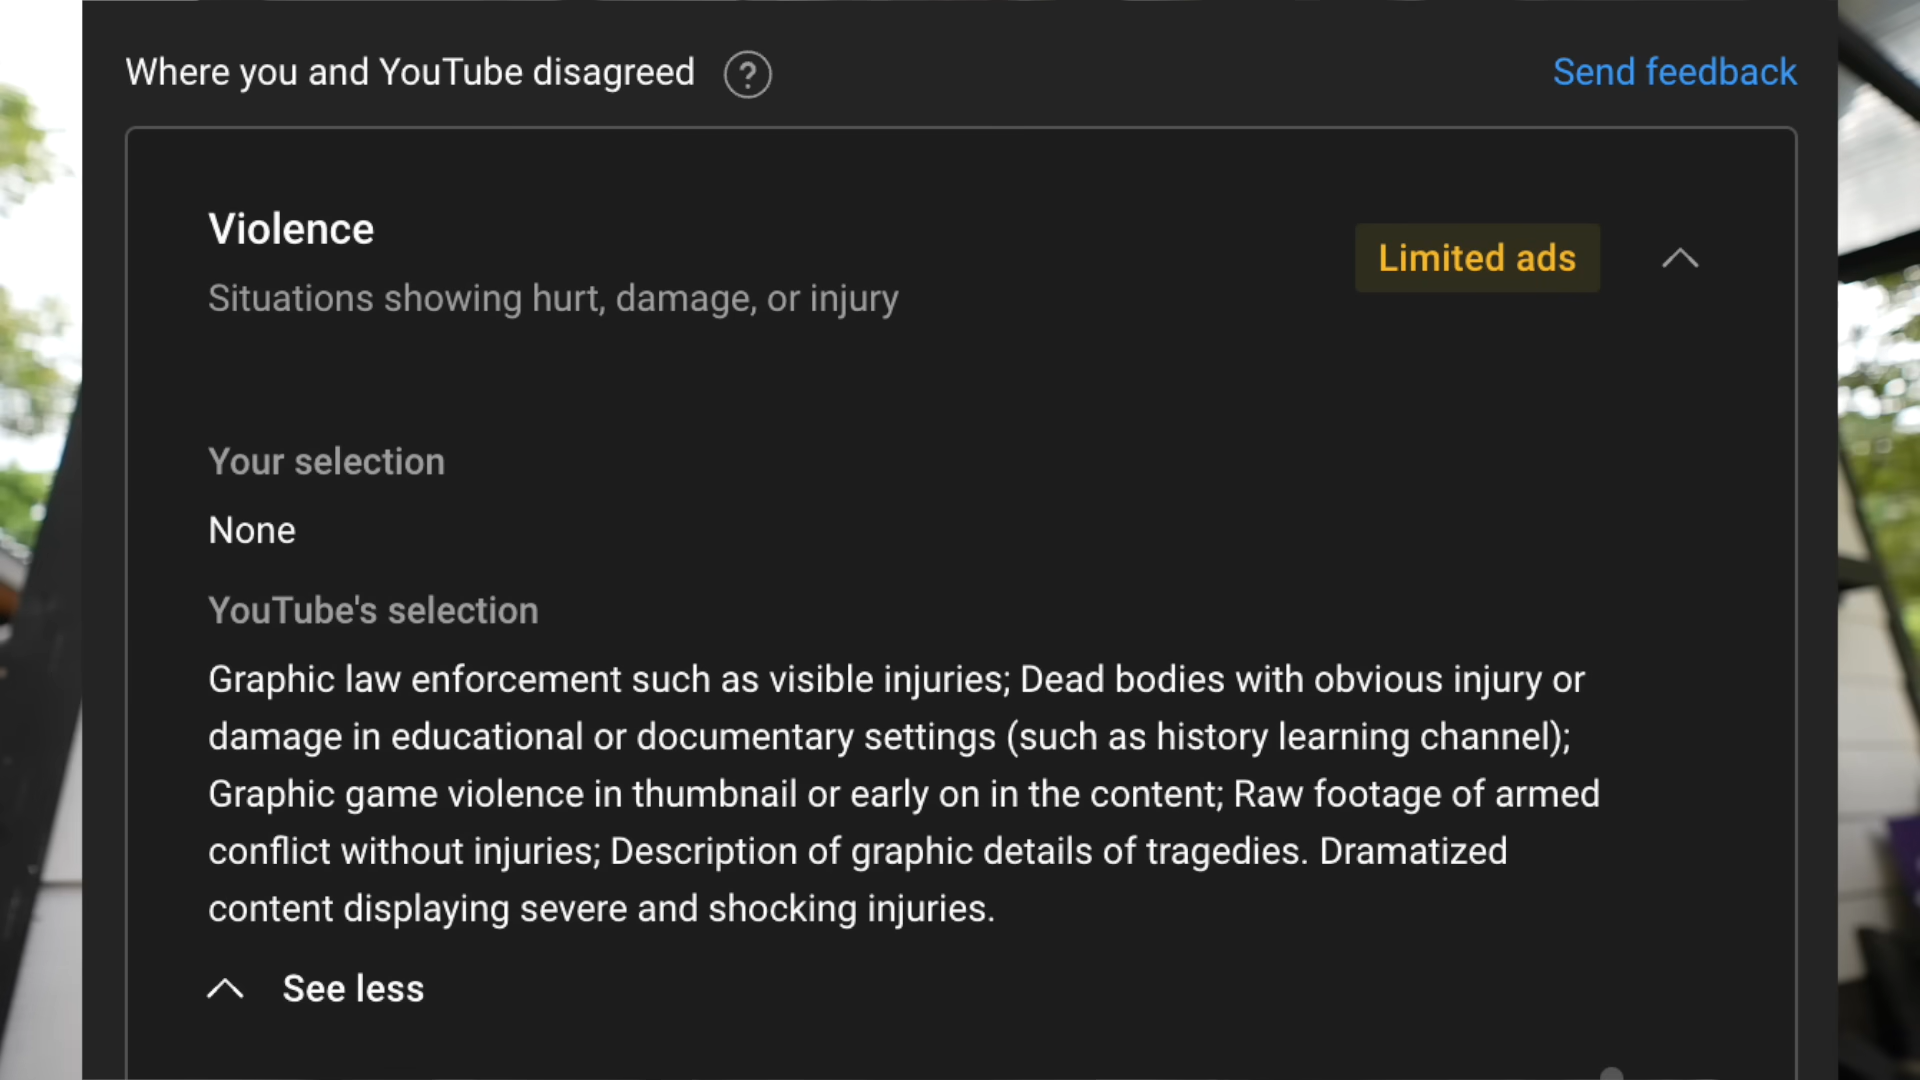 Where you and YouTube disagreed ?
Send feedback
Violence
Limited ads
Situations showing hurt, damage, or injury
Your selection
None
YouTube's selection
Graphic law enforcement such as visible injuries; Dead bodies with obvious injury or
damage in educational or documentary settings (such as history learning channel);
Graphic game violence in thumbnail or early on in the content; Raw footage of armed
conflict without injuries; Description of graphic details of tragedies. Dramatized
content displaying severe and shocking injuries.
See less